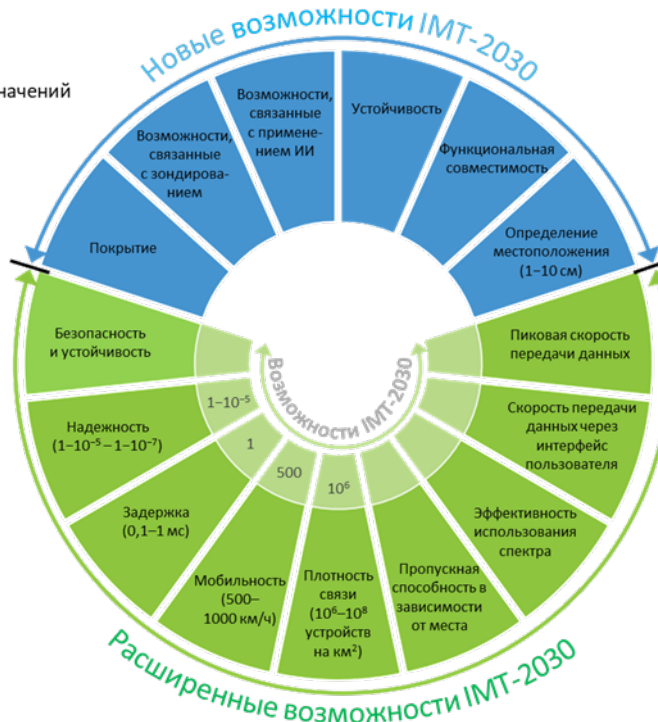 Новые возможности IMT-2030
Возможности,
связанные
с примене-
нием ИИ
Устойчивость
Возможности,
связанные
с зондирова-
нием
Функциональная
совместимость
Покрытие
Определение
местоположения
(1–10 см)
Безопасность
и устойчивость
Пиковая скорость
передачи данных
Возможности IMT-2030
Надежность
(1–10⁻⁵ – 1–10⁻⁷)
1–10⁻⁵
Скорость передачи
данных через
интерфейс
пользователя
Задержка
(0,1–1 мс)
1
Эффективность
использования
спектра
Мобильность
(500–
1000 км/ч)
500
Плотность
связи
(10⁶–10⁸
устройств
на км²)
10⁶
Пропускная
способность в
зависимости
от места
Расширенные возможности IMT-2030